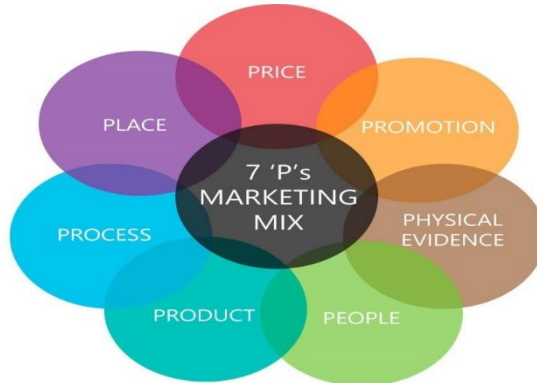 PRICE
PROMOTION
PHYSICAL
EVIDENCE
PEOPLE
PRODUCT
PROCESS
PLACE
7 'P's
MARKETING
MIX